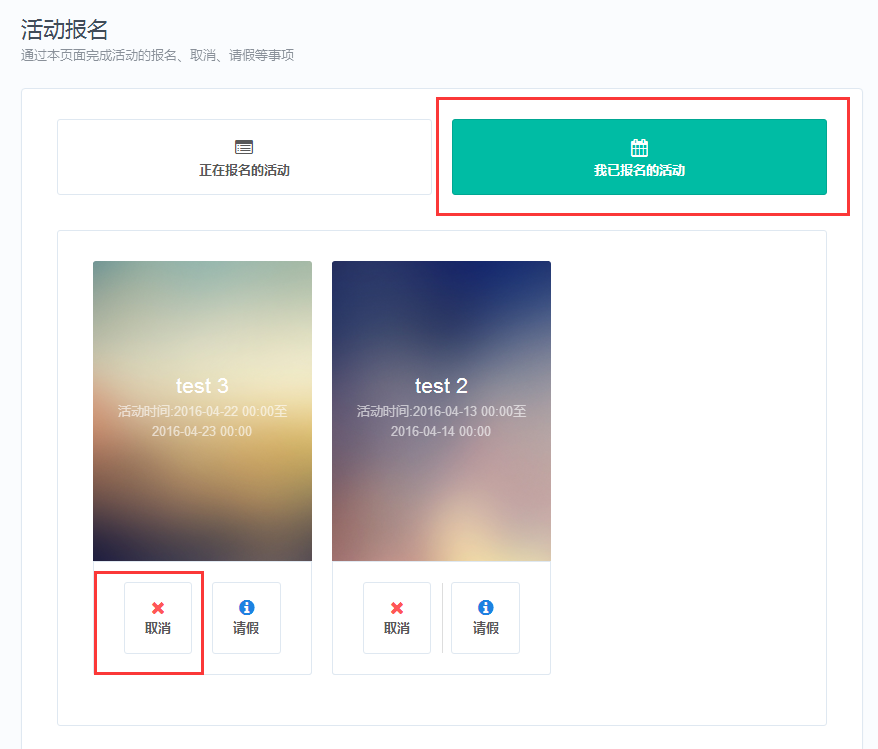 活动报名
通过本页面完成活动的报名、取消、请假等事项
正在报名的活动
我已报名的活动
test 3
活动时间:2016-04-22 00:00至
2016-04-23 00:00
test 2
活动时间:2016-04-13 00:00至
2016-04-14 00:00
取消
请假
取消
请假